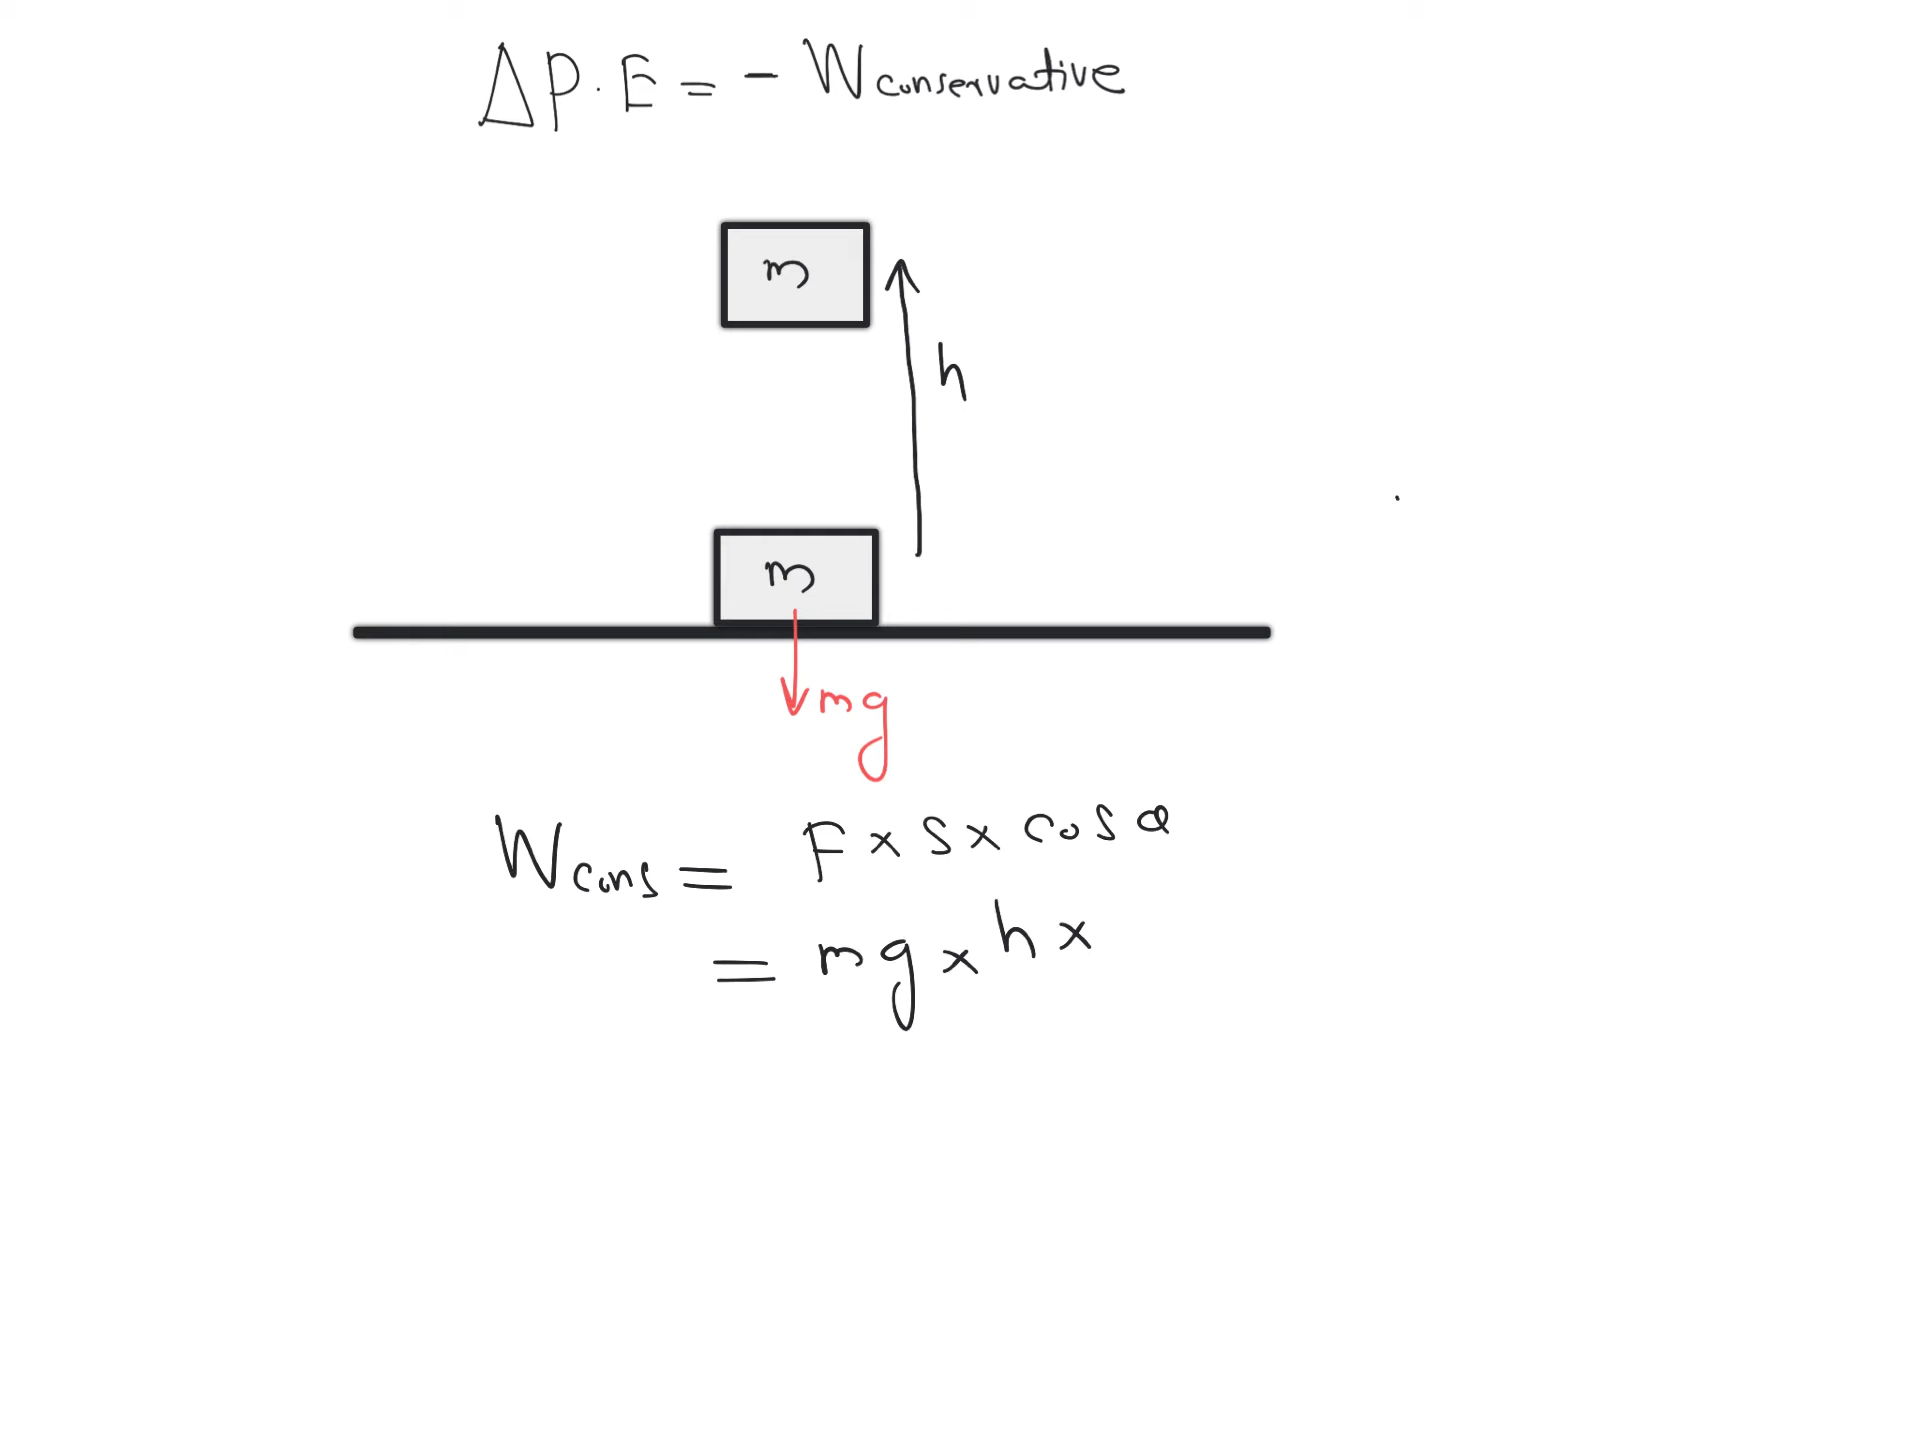 ΔP.E = - Wconservative
m
h
m
mg
Wcons = F x S x cos θ
= mg x h x